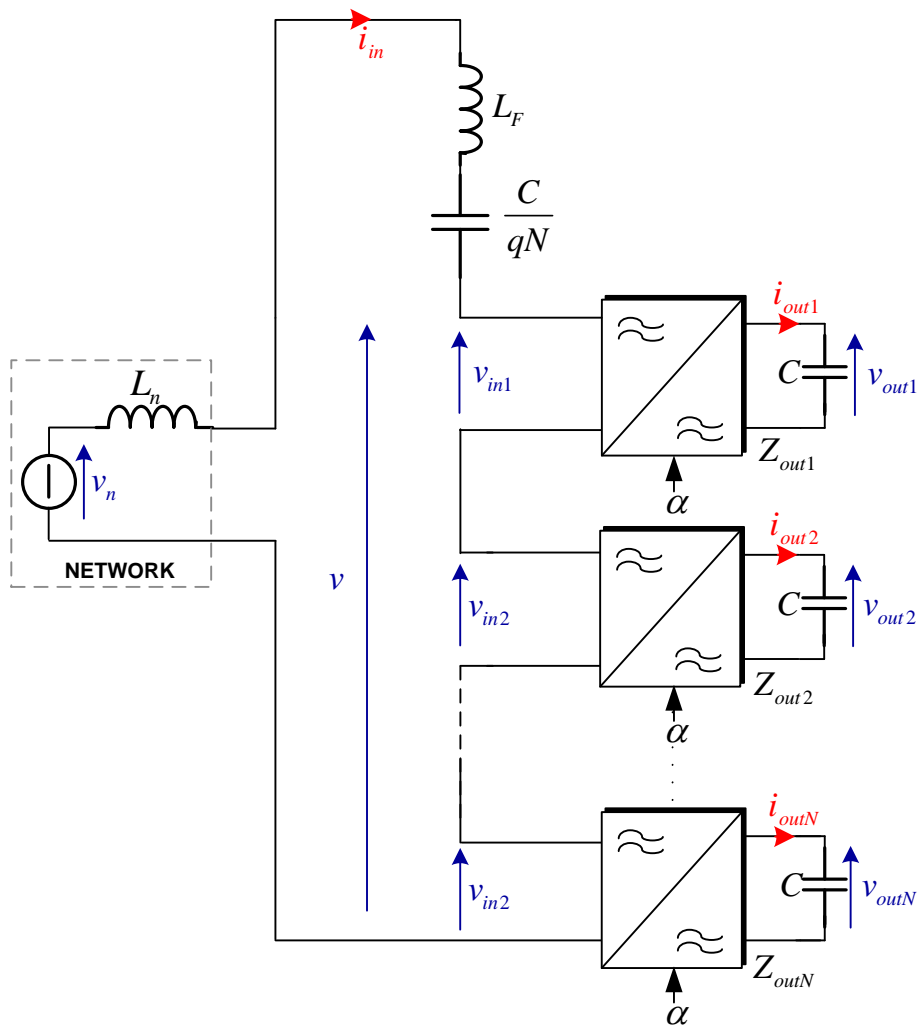 i_in
L_F
C
qN
i_out1
L_n
v_in1
C
v_out1
Z_out1
v_n
α
i_out2
NETWORK
v
v_in2
C
v_out2
Z_out2
α
i_outN
v_in2
C
v_outN
Z_outN
α